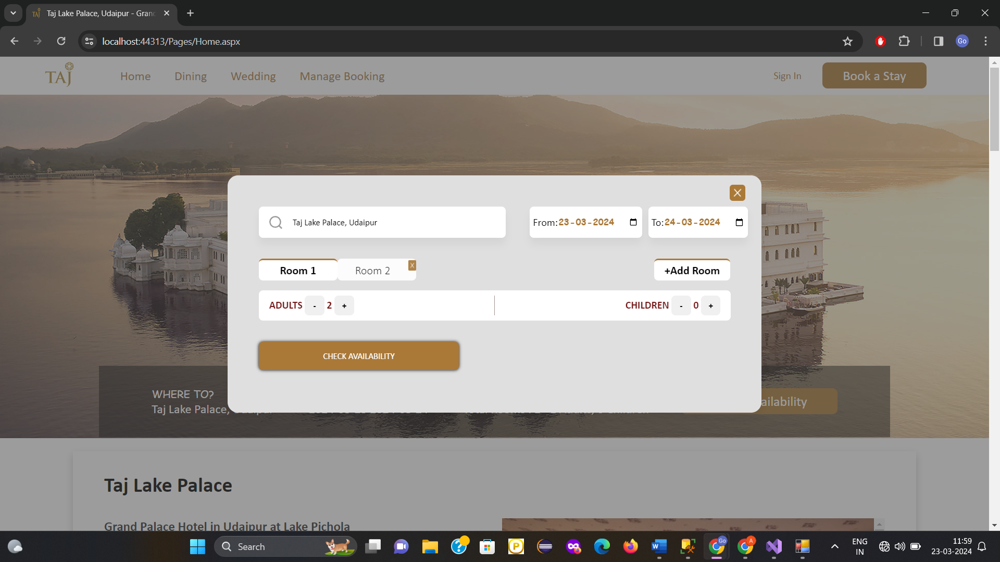 Taj Lake Palace, Udaipur - Grand
localhost:44313/Pages/Home.aspx
Go
TAJ
Home
Dining
Wedding
Manage Booking
Sign In
Book a Stay
X
Taj Lake Palace, Udaipur
From:23-03-2024
To:24-03-2024
Room 1
Room 2
X
+Add Room
ADULTS - 2 +
CHILDREN - 0 +
CHECK AVAILABILITY
WHERE TO?
Taj Lake Palace,
ailability
Taj Lake Palace
Grand Palace Hotel in Udaipur at Lake Pichola
Search
Go
A
ENG
IN
11:59
23-03-2024